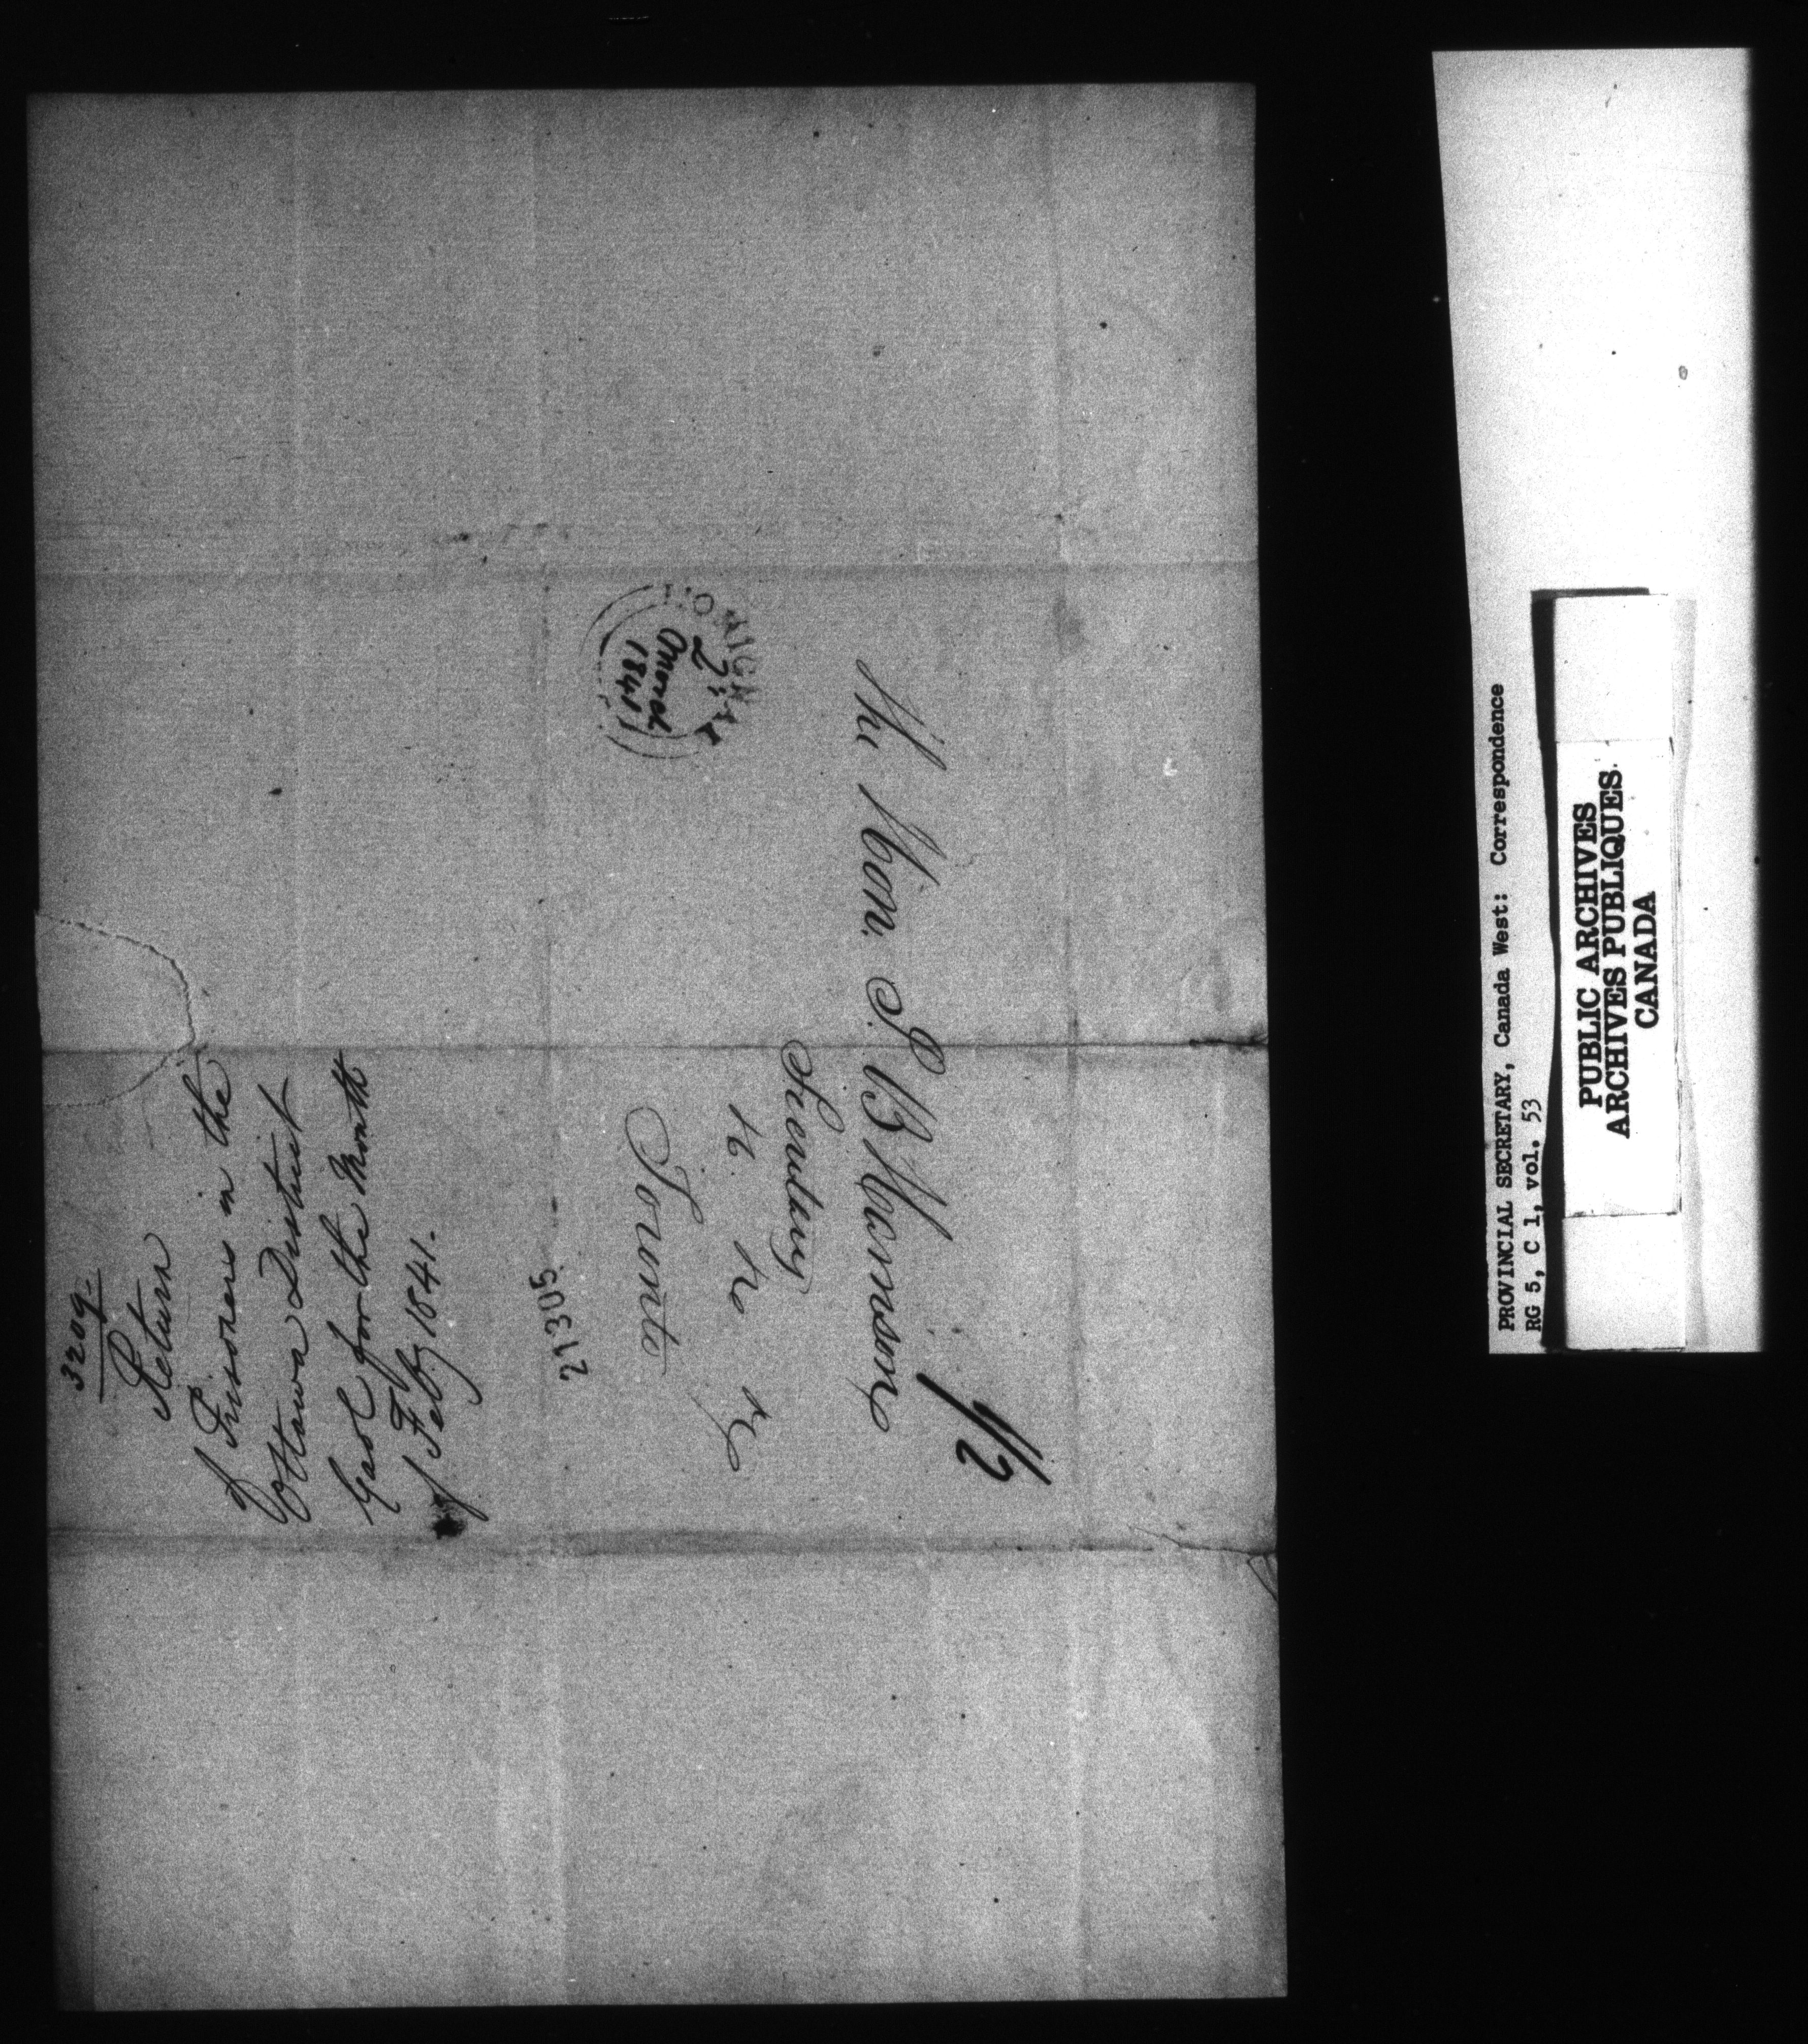 3209-
Return
of Prisoners in the
Ottawa District
Gaol for the Month
of Feby 1841.
21305
L'ORIGNAL
2
March
1841
The Hon. S. B. Harrison
Secretary
&c. &c. &c
Toronto
1/2
PROVINCIAL SECRETARY, Canada West: Correspondence
RG 5, C 1, vol. 53
PUBLIC ARCHIVES
ARCHIVES PUBLIQUES
CANADA